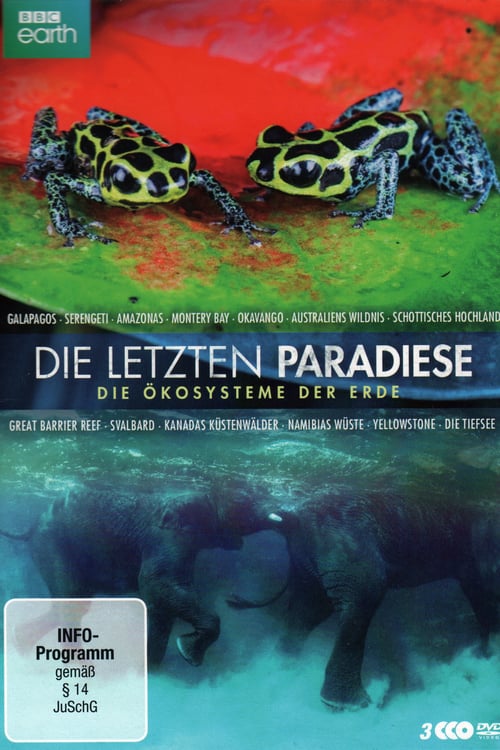 BBC
earth
GALAPAGOS · SERENGETI · AMAZONAS · MONTERY BAY · OKAVANGO · AUSTRALIENS WILDNIS · SCHOTTISCHES HOCHLAND
DIE LETZTEN PARADIESE
DIE ÖKOSYSTEME DER ERDE
GREAT BARRIER REEF · SVALBARD · KANADAS KÜSTENWÄLDER · NAMIBIAS WÜSTE · YELLOWSTONE · DIE TIEFSEE
INFO-
Programm
gemäß
§ 14
JuSchG
3 DVD
VIDEO